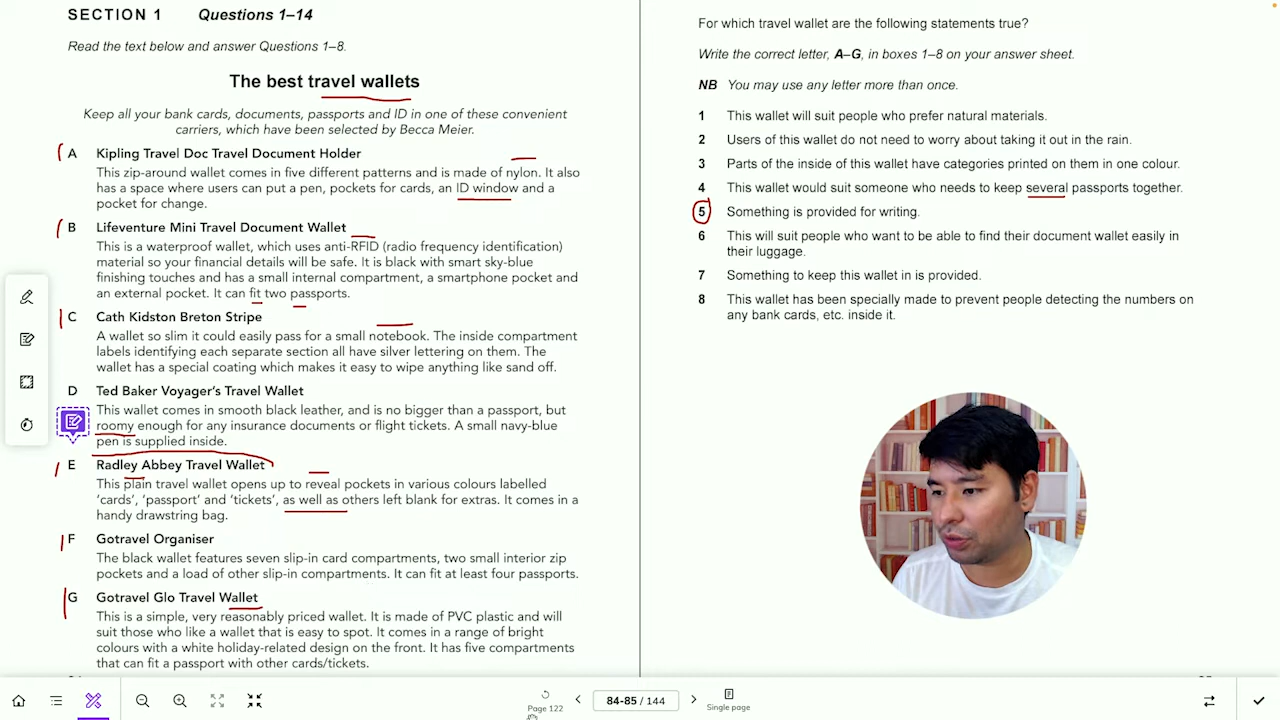 SECTION 1 Questions 1–14
Read the text below and answer Questions 1–8.
The best travel wallets
Keep all your bank cards, documents, passports and ID in one of these convenient
carriers, which have been selected by Becca Meier.
A Kipling Travel Doc Travel Document Holder
This zip-around wallet comes in five different patterns and is made of nylon. It also
has a space where users can put a pen, pockets for cards, an ID window and a
pocket for change.
B Lifeventure Mini Travel Document Wallet
This is a waterproof wallet, which uses anti-RFID (radio frequency identification)
material so your financial details will be safe. It is black with smart sky-blue
finishing touches and has a small internal compartment, a smartphone pocket and
an external pocket. It can fit two passports.
C Cath Kidston Breton Stripe
A wallet so slim it could easily pass for a small notebook. The inside compartment
labels identifying each separate section all have silver lettering on them. The
wallet has a special coating which makes it easy to wipe anything like sand off.
D Ted Baker Voyager's Travel Wallet
This wallet comes in smooth black leather, and is no bigger than a passport, but
roomy enough for any insurance documents or flight tickets. A small navy-blue
pen is supplied inside.
E Radley Abbey Travel Wallet
This plain travel wallet opens up to reveal pockets in various colours labelled
'cards', 'passport' and 'tickets', as well as others left blank for extras. It comes in a
handy drawstring bag.
F Gotravel Organiser
The black wallet features seven slip-in card compartments, two small interior zip
pockets and a load of other slip-in compartments. It can fit at least four passports.
G Gotravel Glo Travel Wallet
This is a simple, very reasonably priced wallet. It is made of PVC plastic and will
suit those who like a wallet that is easy to spot. It comes in a range of bright
colours with a white holiday-related design on the front. It has five compartments
that can fit a passport with other cards/tickets.
For which travel wallet are the following statements true?
Write the correct letter, A–G, in boxes 1–8 on your answer sheet.
NB You may use any letter more than once.
1 This wallet will suit people who prefer natural materials.
2 Users of this wallet do not need to worry about taking it out in the rain.
3 Parts of the inside of this wallet have categories printed on them in one colour.
4 This wallet would suit someone who needs to keep several passports together.
5 Something is provided for writing.
6 This will suit people who want to be able to find their document wallet easily in
their luggage.
7 Something to keep this wallet in is provided.
8 This wallet has been specially made to prevent people detecting the numbers on
any bank cards, etc. inside it.
Page 122
84-85 / 144
Single page